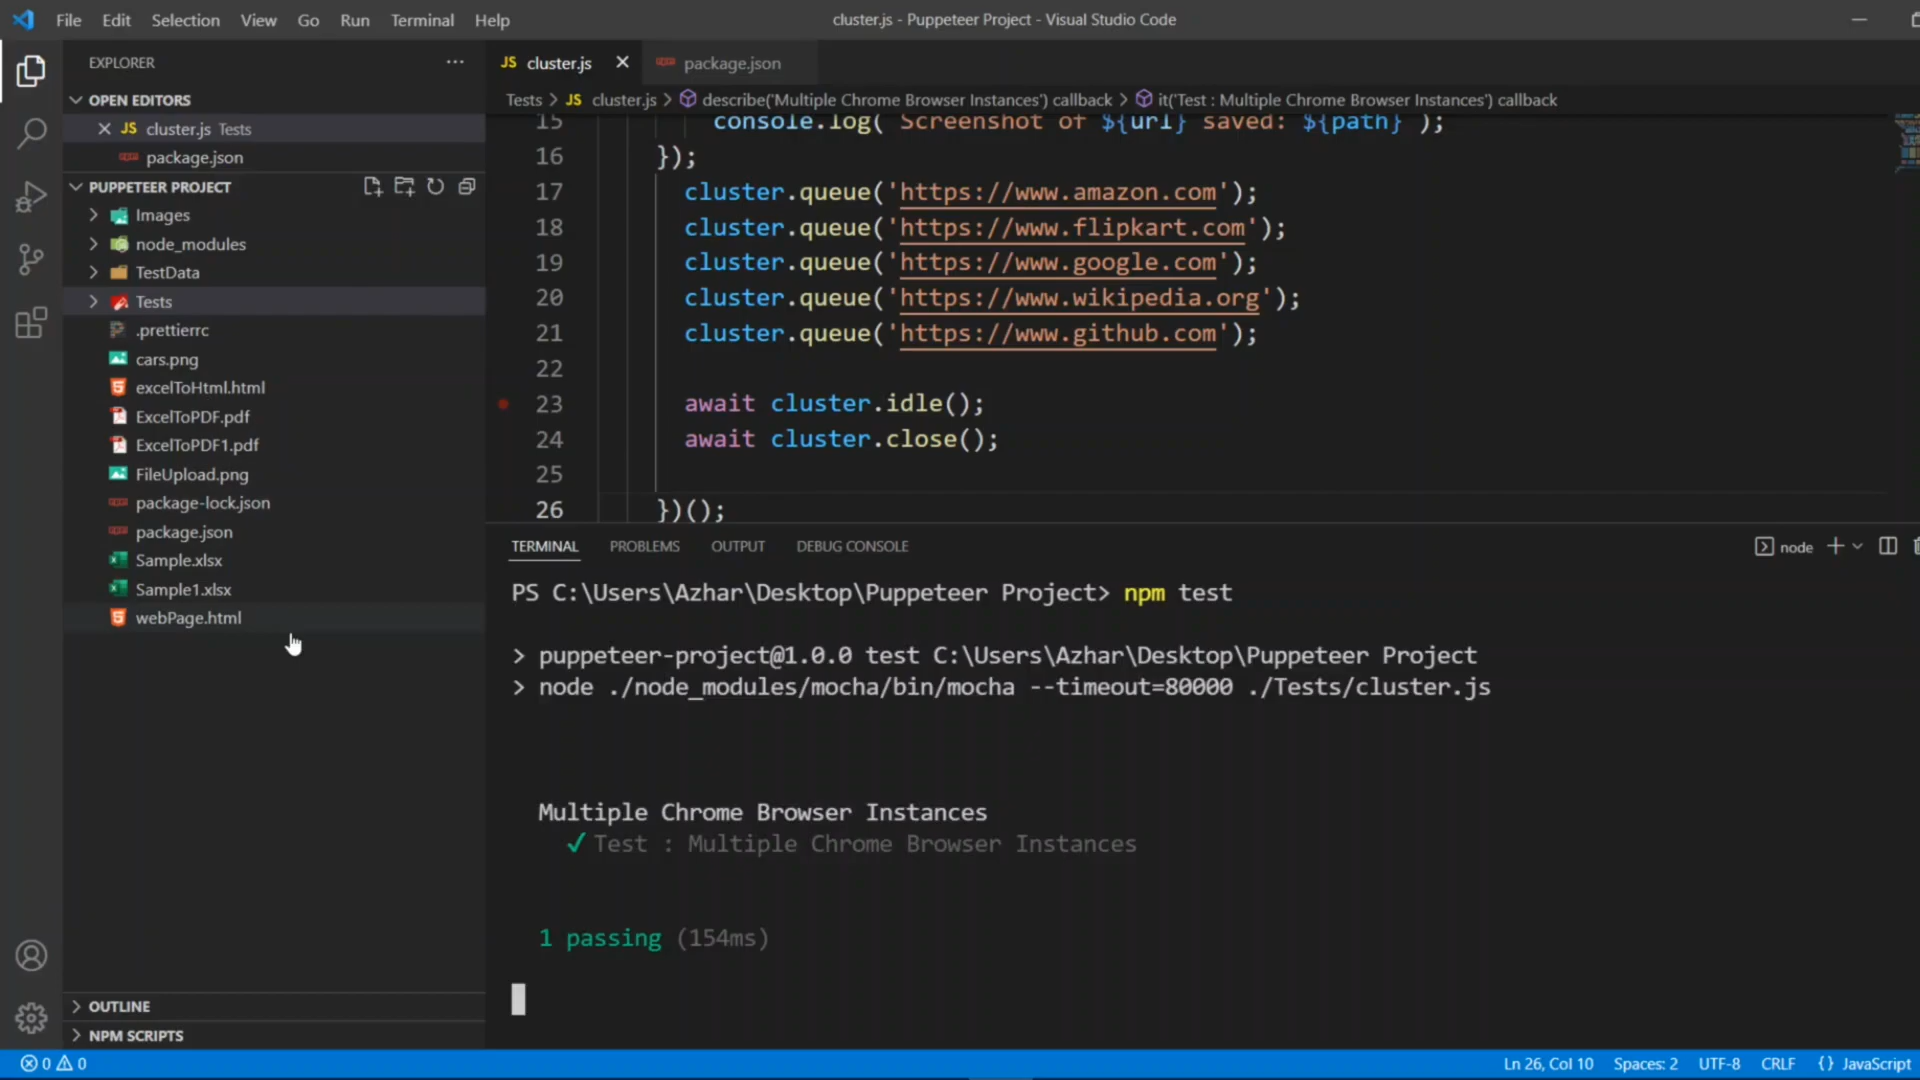 File Edit Selection View Go Run Terminal Help
cluster.js - Puppeteer Project - Visual Studio Code
EXPLORER
OPEN EDITORS
JS cluster.js Tests
package.json
PUPPETEER PROJECT
Images
node_modules
TestData
Tests
.prettierrc
cars.png
excelToHtml.html
ExcelToPDF.pdf
ExcelToPDF1.pdf
FileUpload.png
package-lock.json
package.json
Sample.xlsx
Sample1.xlsx
webPage.html
OUTLINE
NPM SCRIPTS
JS cluster.js
package.json
Tests > JS cluster.js > describe('Multiple Chrome Browser Instances') callback > it('Test : Multiple Chrome Browser Instances') callback
15 console.log(`Screenshot of ${url} saved: ${path}`);
16 });
17 cluster.queue('https://www.amazon.com');
18 cluster.queue('https://www.flipkart.com');
19 cluster.queue('https://www.google.com');
20 cluster.queue('https://www.wikipedia.org');
21 cluster.queue('https://www.github.com');
22
23 await cluster.idle();
24 await cluster.close();
25
26 })();
TERMINAL PROBLEMS OUTPUT DEBUG CONSOLE
node
PS C:\Users\Azhar\Desktop\Puppeteer Project> npm test
> puppeteer-project@1.0.0 test C:\Users\Azhar\Desktop\Puppeteer Project
> node ./node_modules/mocha/bin/mocha --timeout=80000 ./Tests/cluster.js
Multiple Chrome Browser Instances
✓ Test : Multiple Chrome Browser Instances
1 passing (154ms)
0 0
Ln 26, Col 10 Spaces: 2 UTF-8 CRLF {} JavaScript